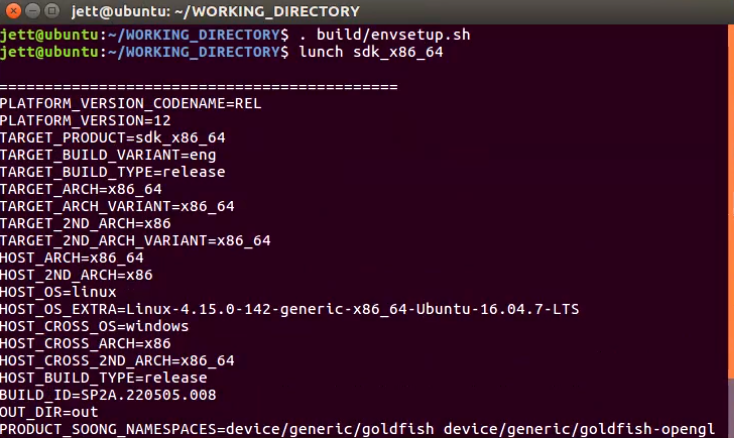 jett@ubuntu: ~/WORKING_DIRECTORY
jett@ubuntu:~/WORKING_DIRECTORY$ . build/envsetup.sh
jett@ubuntu:~/WORKING_DIRECTORY$ lunch sdk_x86_64
============================================
PLATFORM_VERSION_CODENAME=REL
PLATFORM_VERSION=12
TARGET_PRODUCT=sdk_x86_64
TARGET_BUILD_VARIANT=eng
TARGET_BUILD_TYPE=release
TARGET_ARCH=x86_64
TARGET_ARCH_VARIANT=x86_64
TARGET_2ND_ARCH=x86
TARGET_2ND_ARCH_VARIANT=x86_64
HOST_ARCH=x86_64
HOST_2ND_ARCH=x86
HOST_OS=linux
HOST_OS_EXTRA=Linux-4.15.0-142-generic-x86_64-Ubuntu-16.04.7-LTS
HOST_CROSS_OS=windows
HOST_CROSS_ARCH=x86
HOST_CROSS_2ND_ARCH=x86_64
HOST_BUILD_TYPE=release
BUILD_ID=SP2A.220505.008
OUT_DIR=out
PRODUCT_SOONG_NAMESPACES=device/generic/goldfish device/generic/goldfish-opengl